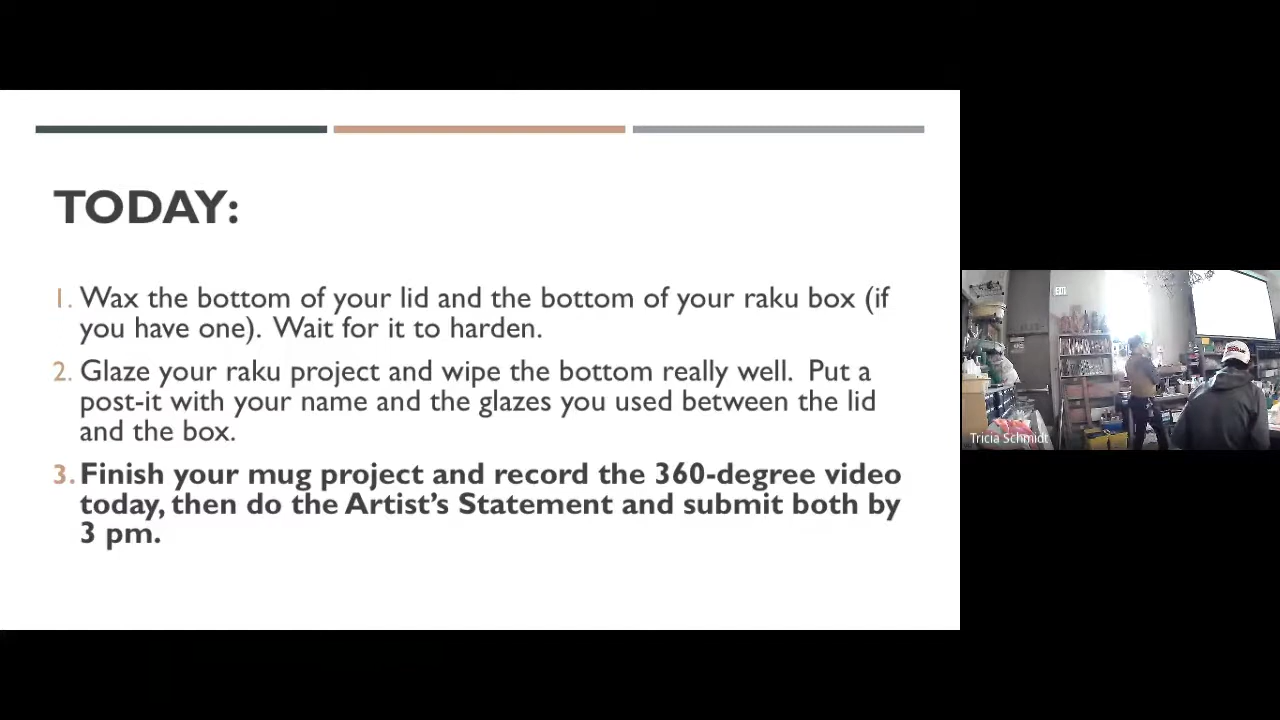 TODAY:
1. Wax the bottom of your lid and the bottom of your raku box (if
you have one).  Wait for it to harden.
2. Glaze your raku project and wipe the bottom really well.  Put a
post-it with your name and the glazes you used between the lid
and the box.
3. Finish your mug project and record the 360-degree video
today, then do the Artist’s Statement and submit both by
3 pm.
EXIT
Tricia Schmidt